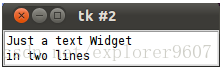 tk #2
Just a text Widget
in two lines